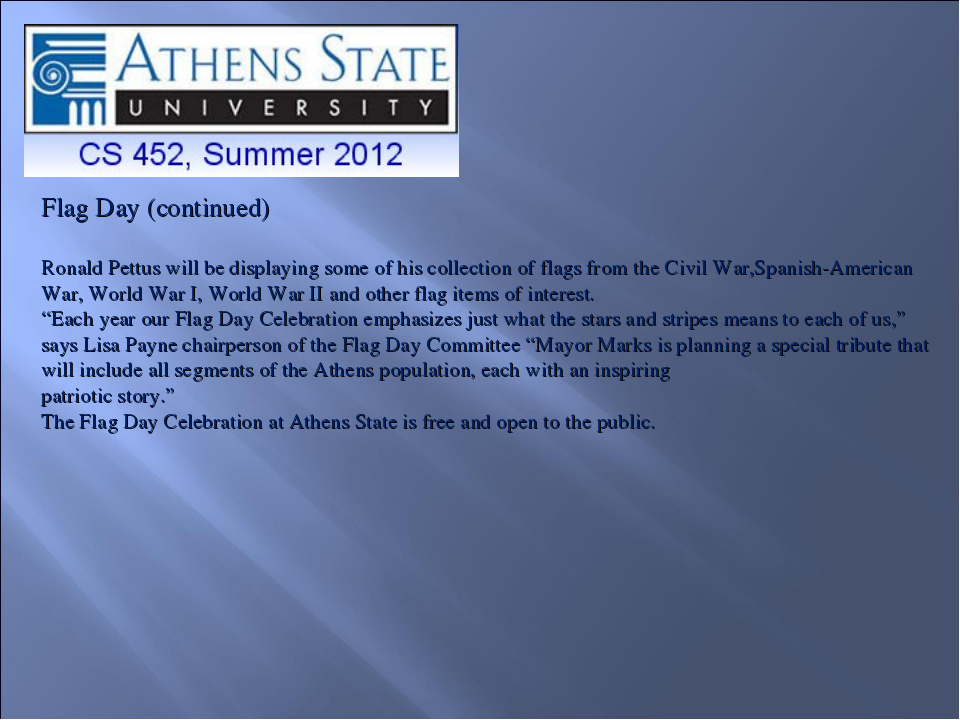 ATHENS STATE
UNIVERSITY
CS 452, Summer 2012
Flag Day (continued)
Ronald Pettus will be displaying some of his collection of flags from the Civil War,Spanish-American
War, World War I, World War II and other flag items of interest.
“Each year our Flag Day Celebration emphasizes just what the stars and stripes means to each of us,”
says Lisa Payne chairperson of the Flag Day Committee “Mayor Marks is planning a special tribute that
will include all segments of the Athens population, each with an inspiring
patriotic story.”
The Flag Day Celebration at Athens State is free and open to the public.